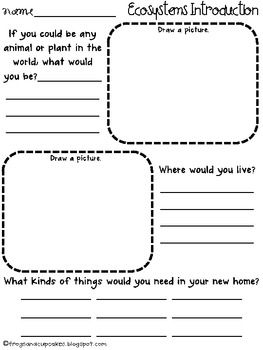 name Ecosystems Introduction
If you could be any
animal or plant in the
world, what would
you be?
Draw a picture.
Draw a picture.
Where would you live?
What kinds of things would you need in your new home?
©frogsandcupcakes.blogspot.com